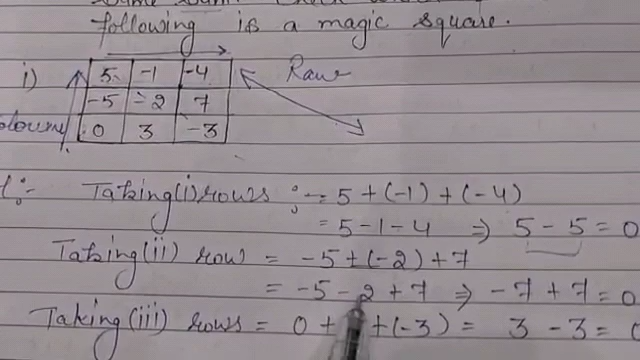 following is a magic square.
i) 5 -1 -4 Raw
-5 -2 7
0 3 -3
Taking (i) rows :- 5 + (-1) + (-4)
= 5 - 1 - 4 ⇒ 5 - 5 = 0
Taking (ii) row = -5 + (-2) + 7
= -5 - 2 + 7 ⇒ -7 + 7 = 0
Taking (iii) rows = 0 + + (-3) = 3 - 3 = 0